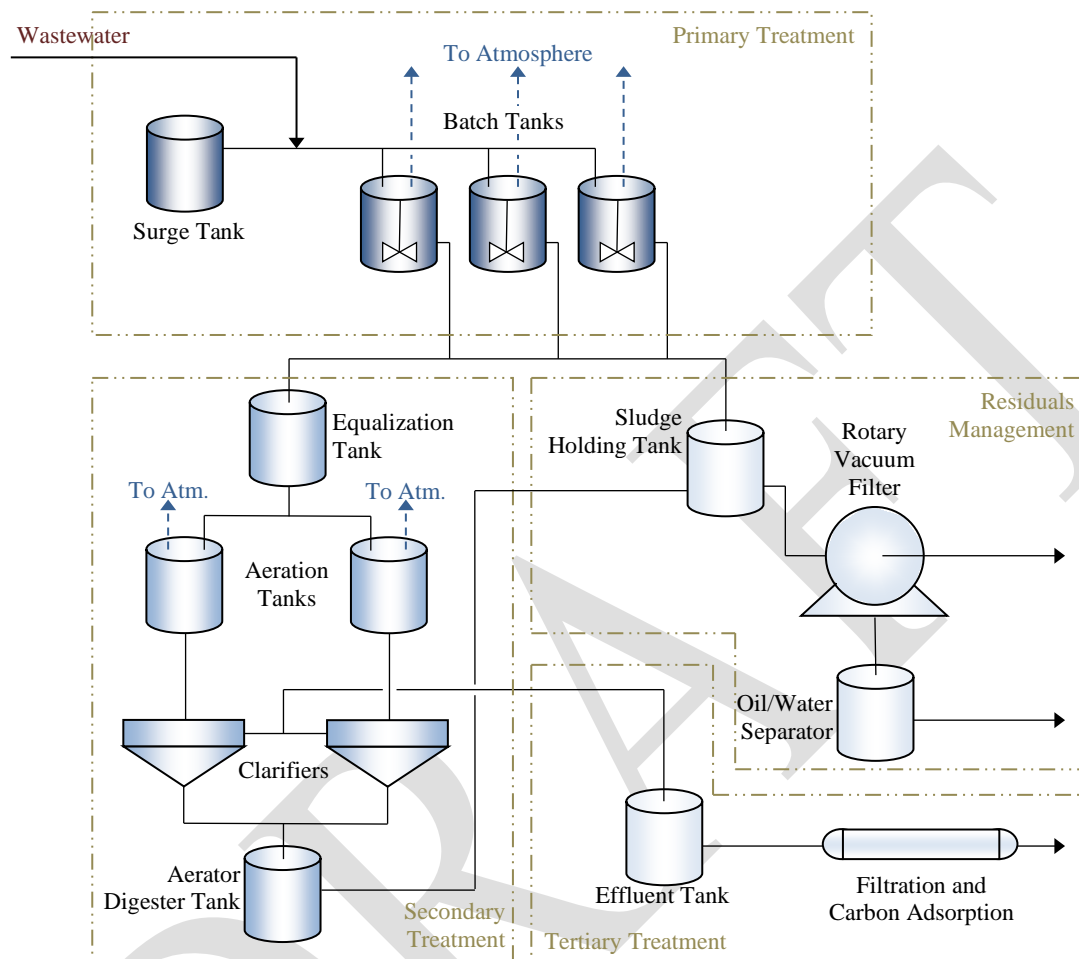 Wastewater
Primary Treatment
To Atmosphere
Batch Tanks
Surge Tank
Equalization
Tank
To Atm.
To Atm.
Aeration
Tanks
Clarifiers
Aerator
Digester Tank
Secondary
Treatment
Sludge
Holding Tank
Residuals
Management
Rotary
Vacuum
Filter
Oil/Water
Separator
Effluent Tank
Tertiary Treatment
Filtration and
Carbon Adsorption
DRAFT